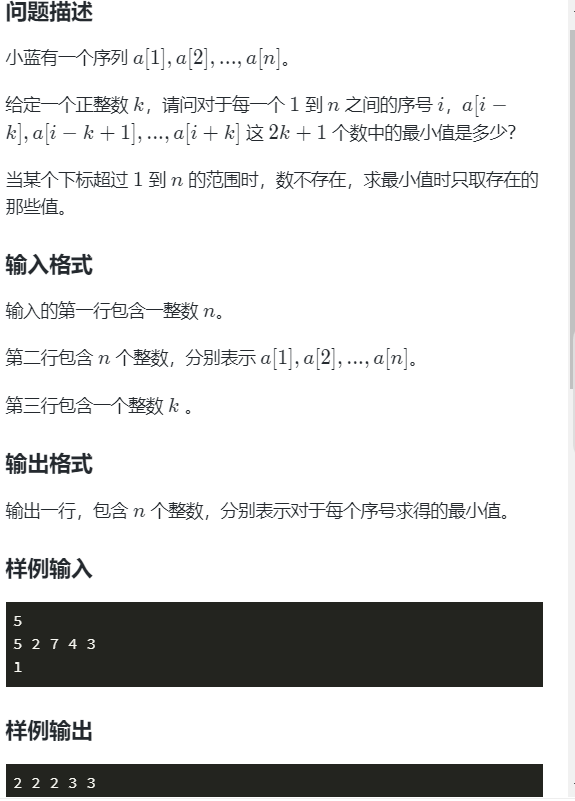 问题描述
小蓝有一个序列 a[1], a[2], ..., a[n]。
给定一个正整数 k，请问对于每一个 1 到 n 之间的序号 i，a[i −
k], a[i − k + 1], ..., a[i + k] 这 2k + 1 个数中的最小值是多少？
当某个下标超过 1 到 n 的范围时，数不存在，求最小值时只取存在的
那些值。
输入格式
输入的第一行包含一整数 n。
第二行包含 n 个整数，分别表示 a[1], a[2], ..., a[n]。
第三行包含一个整数 k 。
输出格式
输出一行，包含 n 个整数，分别表示对于每个序号求得的最小值。
样例输入
5
5 2 7 4 3
1
样例输出
2 2 2 3 3